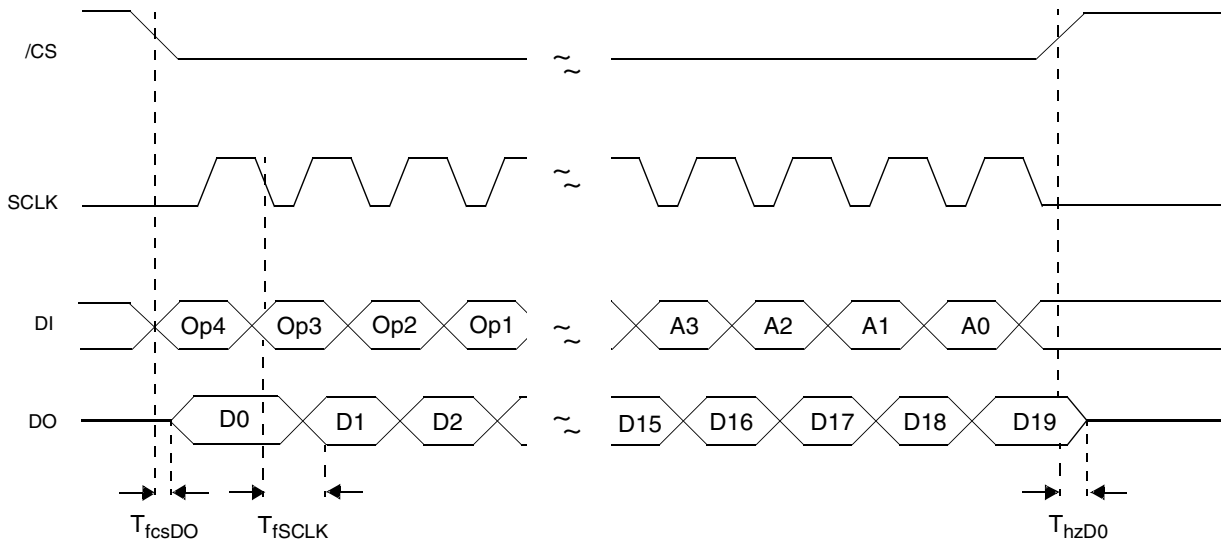 /CS
SCLK
DI Op4 Op3 Op2 Op1 A3 A2 A1 A0
DO D0 D1 D2 D15 D16 D17 D18 D19
TfcsDO TfSCLK ThzD0